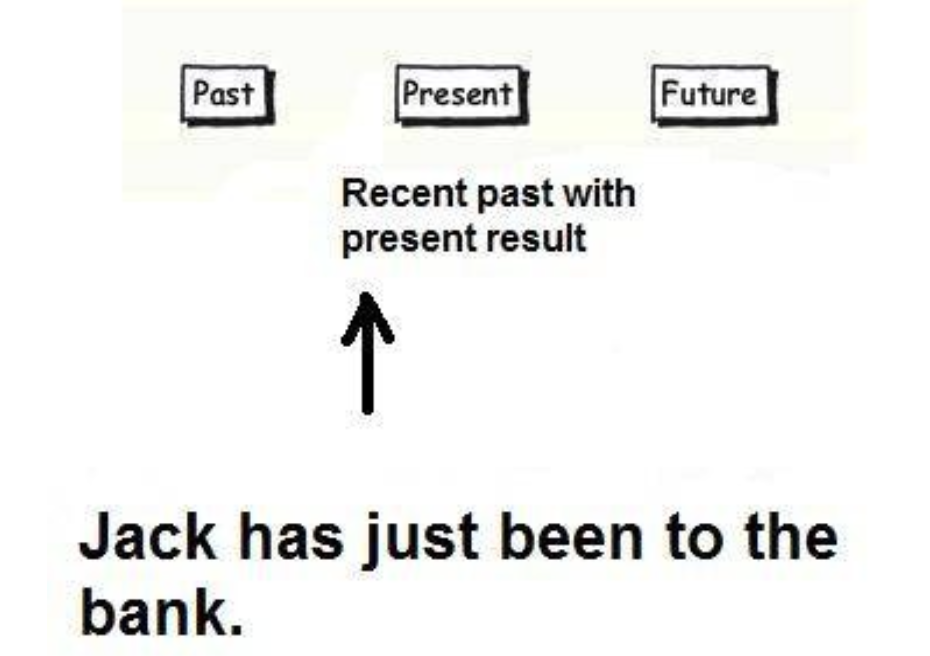 Past Present Future
Recent past with
present result
Jack has just been to the
bank.